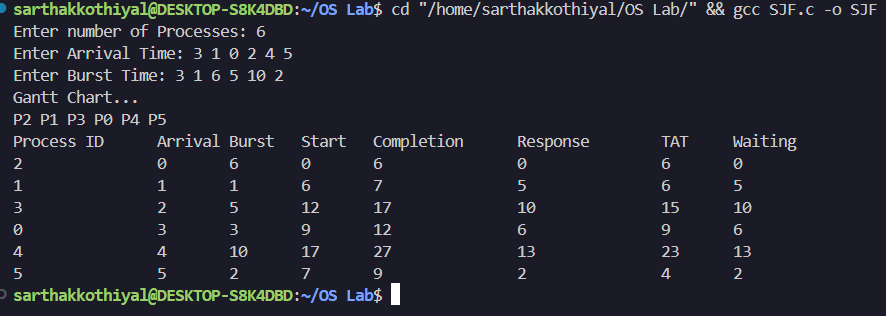 sarthakkothiyal@DESKTOP-S8K4DBD:~/OS Lab$ cd "/home/sarthakkothiyal/OS Lab/" && gcc SJF.c -o SJF
Enter number of Processes: 6
Enter Arrival Time: 3 1 0 2 4 5
Enter Burst Time: 3 1 6 5 10 2
Gantt Chart...
P2 P1 P3 P0 P4 P5
Process ID Arrival Burst Start Completion Response TAT Waiting
2 0 6 0 6 0 6 0
1 1 1 6 7 5 6 5
3 2 5 12 17 10 15 10
0 3 3 9 12 6 9 6
4 4 10 17 27 13 23 13
5 5 2 7 9 2 4 2
sarthakkothiyal@DESKTOP-S8K4DBD:~/OS Lab$